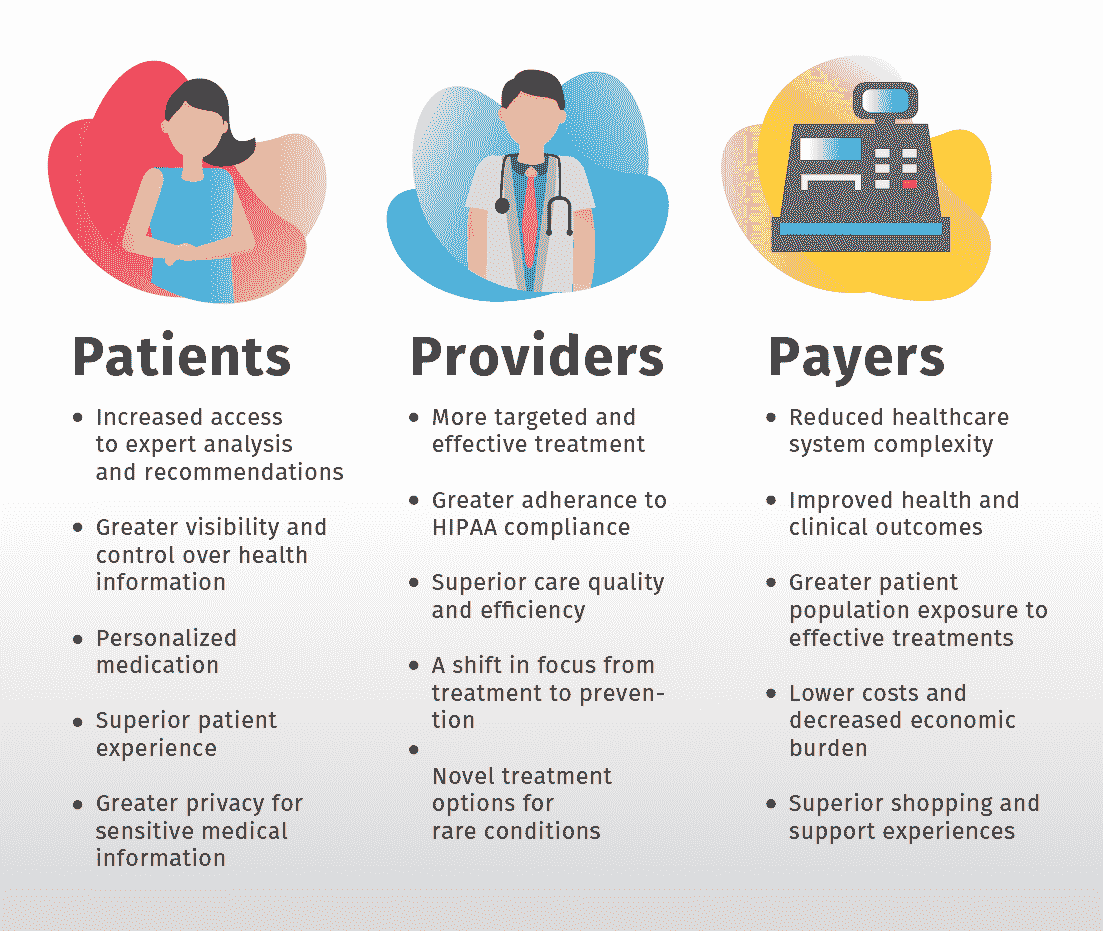 Patients
• Increased access
to expert analysis
and recommendations
• Greater visibility and
control over health
information
• Personalized
medication
• Superior patient
experience
• Greater privacy for
sensitive medical
information
Providers
• More targeted and
effective treatment
• Greater adherence to
HIPAA compliance
• Superior care quality
and efficiency
• A shift in focus from
treatment to preven-
tion
•
Novel treatment
options for
rare conditions
Payers
• Reduced healthcare
system complexity
• Improved health and
clinical outcomes
• Greater patient
population exposure to
effective treatments
• Lower costs and
decreased economic
burden
• Superior shopping and
support experiences